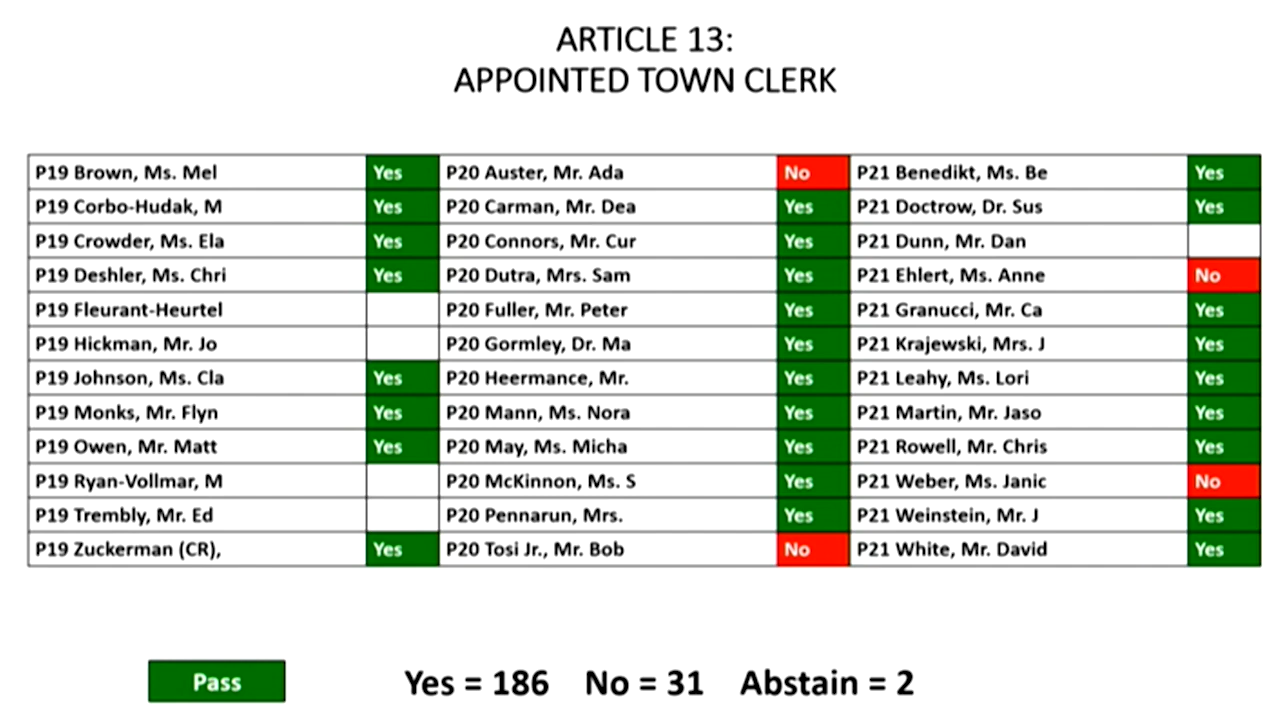 ARTICLE 13:
APPOINTED TOWN CLERK
P19 Brown, Ms. Mel Yes P20 Auster, Mr. Ada No P21 Benedikt, Ms. Be Yes
P19 Corbo-Hudak, M Yes P20 Carman, Mr. Dea Yes P21 Doctrow, Dr. Sus Yes
P19 Crowder, Ms. Ela Yes P20 Connors, Mr. Cur Yes P21 Dunn, Mr. Dan
P19 Deshler, Ms. Chri Yes P20 Dutra, Mrs. Sam Yes P21 Ehlert, Ms. Anne No
P19 Fleurant-Heurtel P20 Fuller, Mr. Peter Yes P21 Granucci, Mr. Ca Yes
P19 Hickman, Mr. Jo P20 Gormley, Dr. Ma Yes P21 Krajewski, Mrs. J Yes
P19 Johnson, Ms. Cla Yes P20 Heermance, Mr. Yes P21 Leahy, Ms. Lori Yes
P19 Monks, Mr. Flyn Yes P20 Mann, Ms. Nora Yes P21 Martin, Mr. Jaso Yes
P19 Owen, Mr. Matt Yes P20 May, Ms. Micha Yes P21 Rowell, Mr. Chris Yes
P19 Ryan-Vollmar, M P20 McKinnon, Ms. S Yes P21 Weber, Ms. Janic No
P19 Trembly, Mr. Ed P20 Pennarun, Mrs. Yes P21 Weinstein, Mr. J Yes
P19 Zuckerman (CR), Yes P20 Tosi Jr., Mr. Bob No P21 White, Mr. David Yes
Pass Yes = 186 No = 31 Abstain = 2